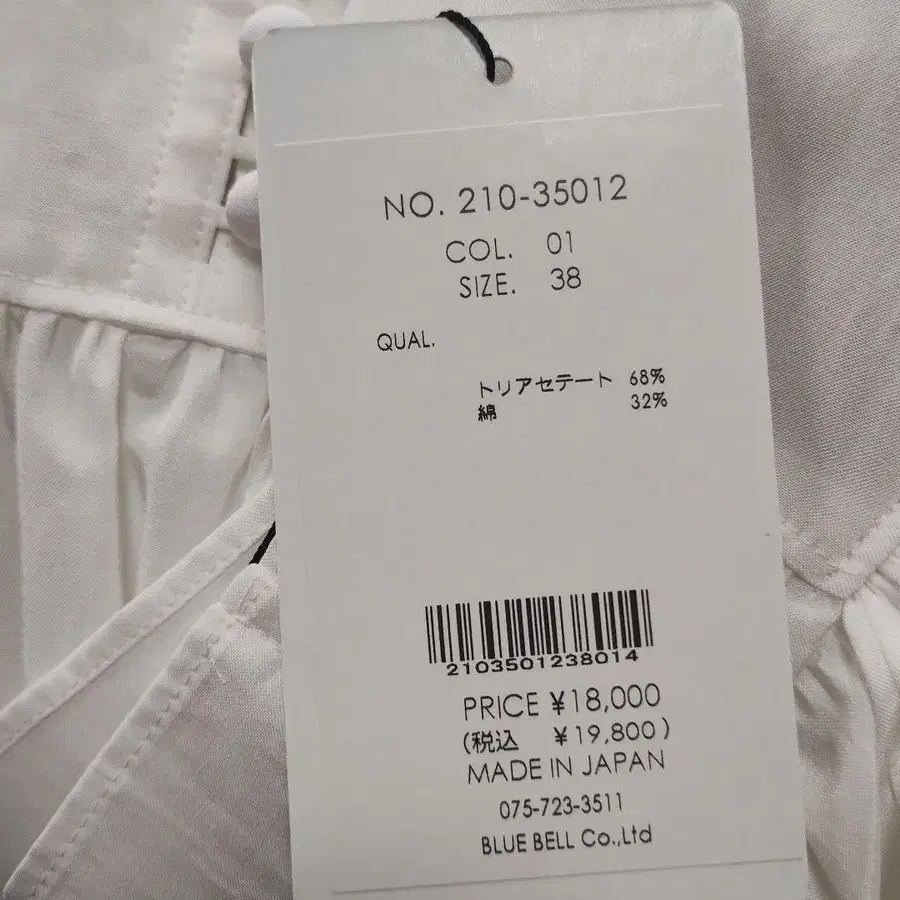 NO. 210-35012
COL. 01
SIZE. 38
QUAL.
トリアセテート 68%
綿 32%
2103501238014
PRICE ¥18,000
(税込 ¥19,800)
MADE IN JAPAN
075-723-3511
BLUE BELL Co.,Ltd